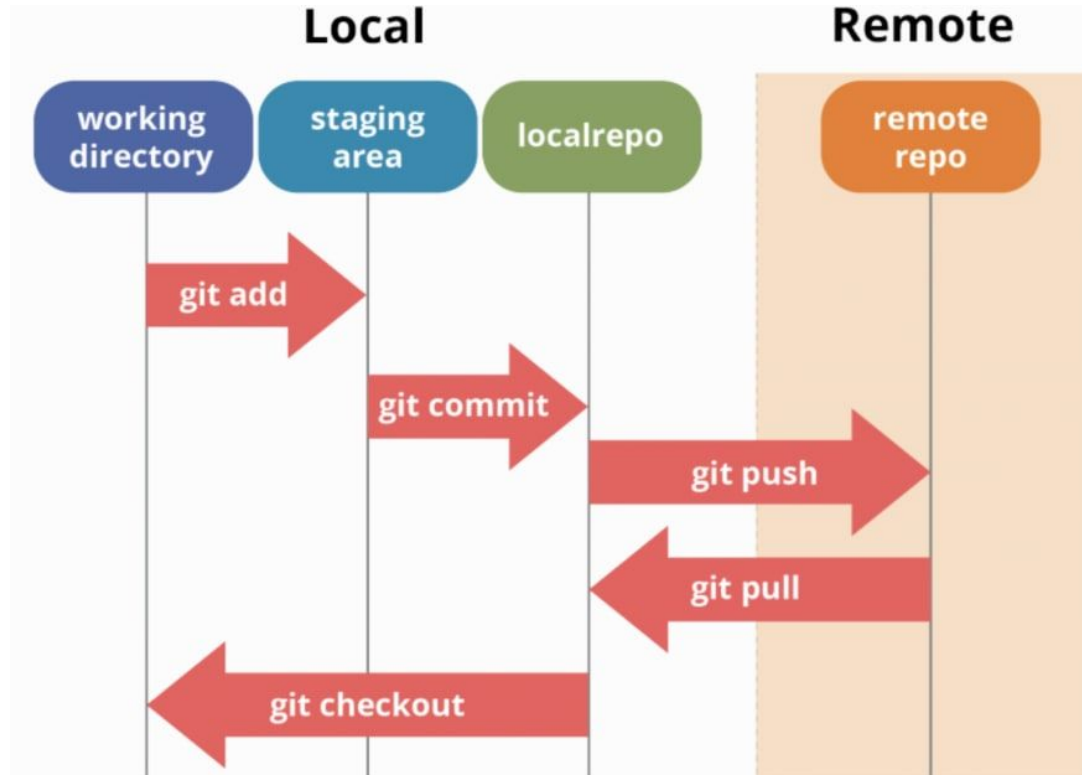 Local
Remote
working
directory
staging
area
localrepo
remote
repo
git add
git commit
git push
git pull
git checkout